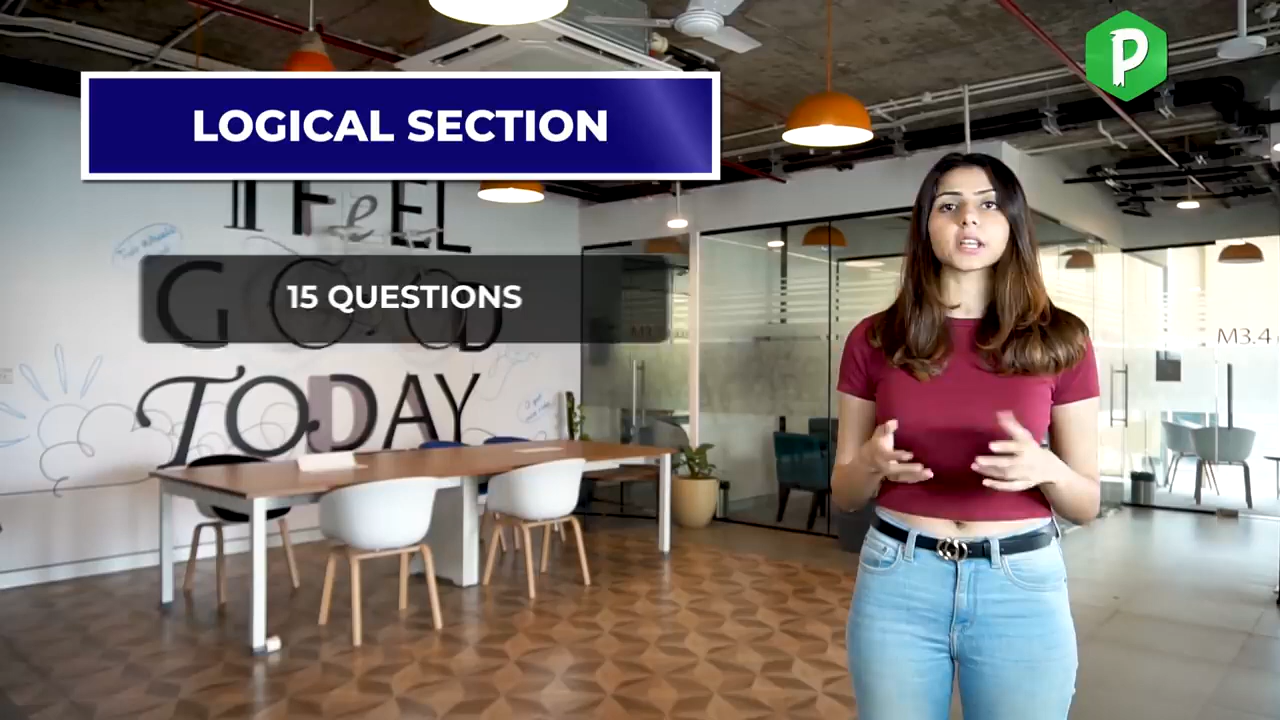 LOGICAL SECTION
P
I FeEL
15 QUESTIONS
GOOD
TODAY
M3.4